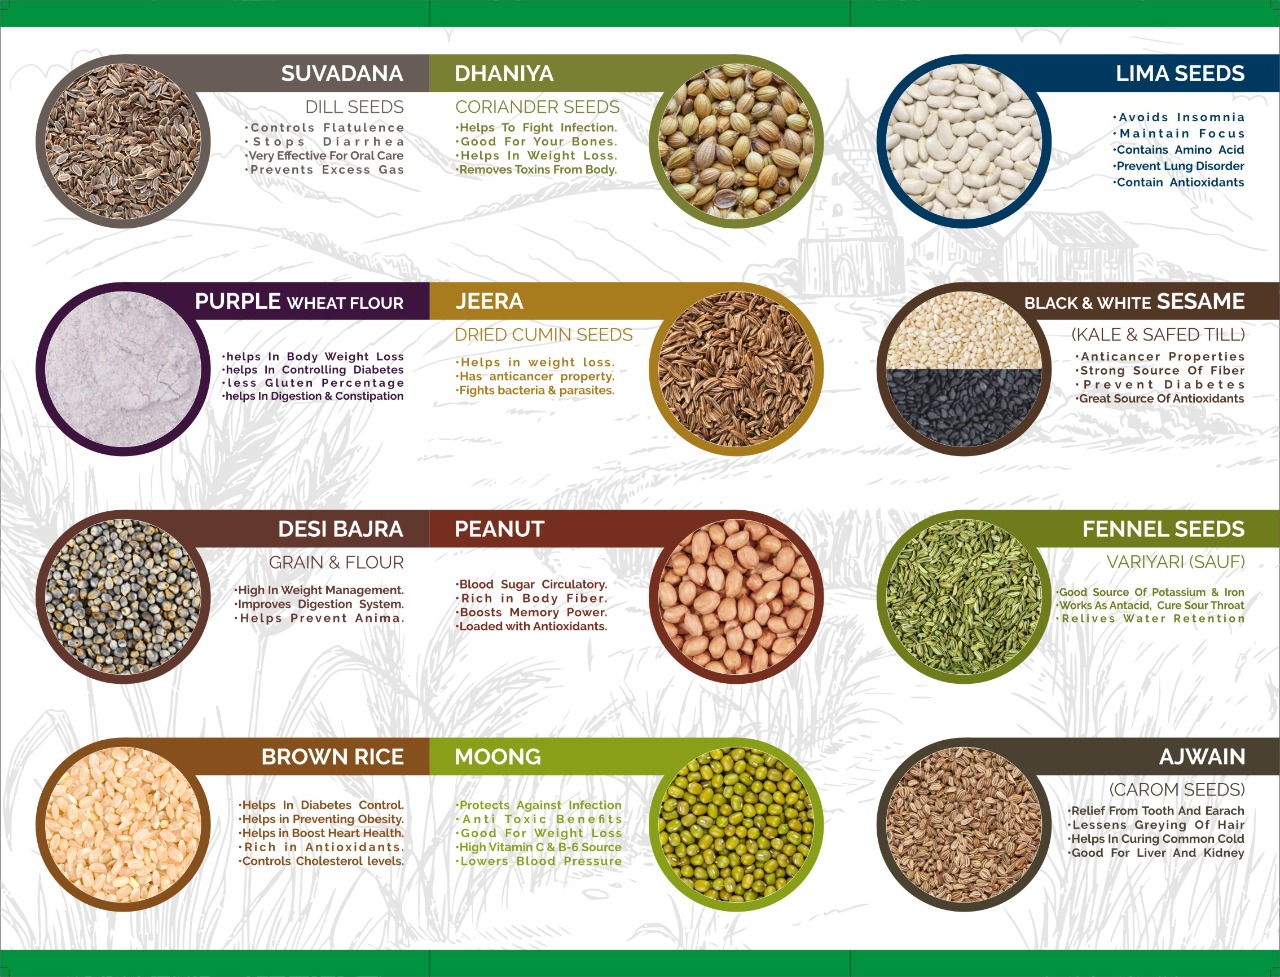 SUVADANA
DILL SEEDS
•Controls Flatulence
•Stops Diarrhea
•Very Effective For Oral Care
•Prevents Excess Gas
DHANIYA
CORIANDER SEEDS
•Helps To Fight Infection.
•Good For Your Bones.
•Helps In Weight Loss.
•Removes Toxins From Body.
LIMA SEEDS
•Avoids Insomnia
•Maintain Focus
•Contains Amino Acid
•Prevent Lung Disorder
•Contain Antioxidants
PURPLE WHEAT FLOUR
•helps In Body Weight Loss
•helps In Controlling Diabetes
•less Gluten Percentage
•helps In Digestion & Constipation
JEERA
DRIED CUMIN SEEDS
•Helps in weight loss.
•Has anticancer property.
•Fights bacteria & parasites.
BLACK & WHITE SESAME
(KALE & SAFED TILL)
•Anticancer Properties
•Strong Source Of Fiber
•Prevent Diabetes
•Great Source Of Antioxidants
DESI BAJRA
GRAIN & FLOUR
•High In Weight Management.
•Improves Digestion System.
•Helps Prevent Anima.
PEANUT
•Blood Sugar Circulatory.
•Rich in Body Fiber.
•Boosts Memory Power.
•Loaded with Antioxidants.
FENNEL SEEDS
VARIYARI (SAUF)
•Good Source Of Potassium & Iron
•Works As Antacid, Cure Sour Throat
•Relives Water Retention
BROWN RICE
•Helps In Diabetes Control.
•Helps in Preventing Obesity.
•Helps in Boost Heart Health.
•Rich in Antioxidants.
•Controls Cholesterol levels.
MOONG
•Protects Against Infection
•Anti Toxic Benefits
•Good For Weight Loss
•High Vitamin C & B-6 Source
•Lowers Blood Pressure
AJWAIN
(CAROM SEEDS)
•Relief From Tooth And Earach
•Lessens Greying Of Hair
•Helps In Curing Common Cold
•Good For Liver And Kidney